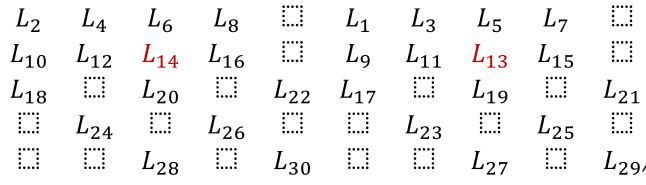 L₂ L₄ L₆ L₈ ⬚ L₁ L₃ L₅ L₇ ⬚
L₁₀ L₁₂ L₁₄ L₁₆ ⬚ L₉ L₁₁ L₁₃ L₁₅ ⬚
L₁₈ ⬚ L₂₀ ⬚ L₂₂ L₁₇ ⬚ L₁₉ ⬚ L₂₁
⬚ L₂₄ ⬚ L₂₆ ⬚ ⬚ L₂₃ ⬚ L₂₅ ⬚
⬚ ⬚ L₂₈ ⬚ L₃₀ ⬚ ⬚ L₂₇ ⬚ L₂₉